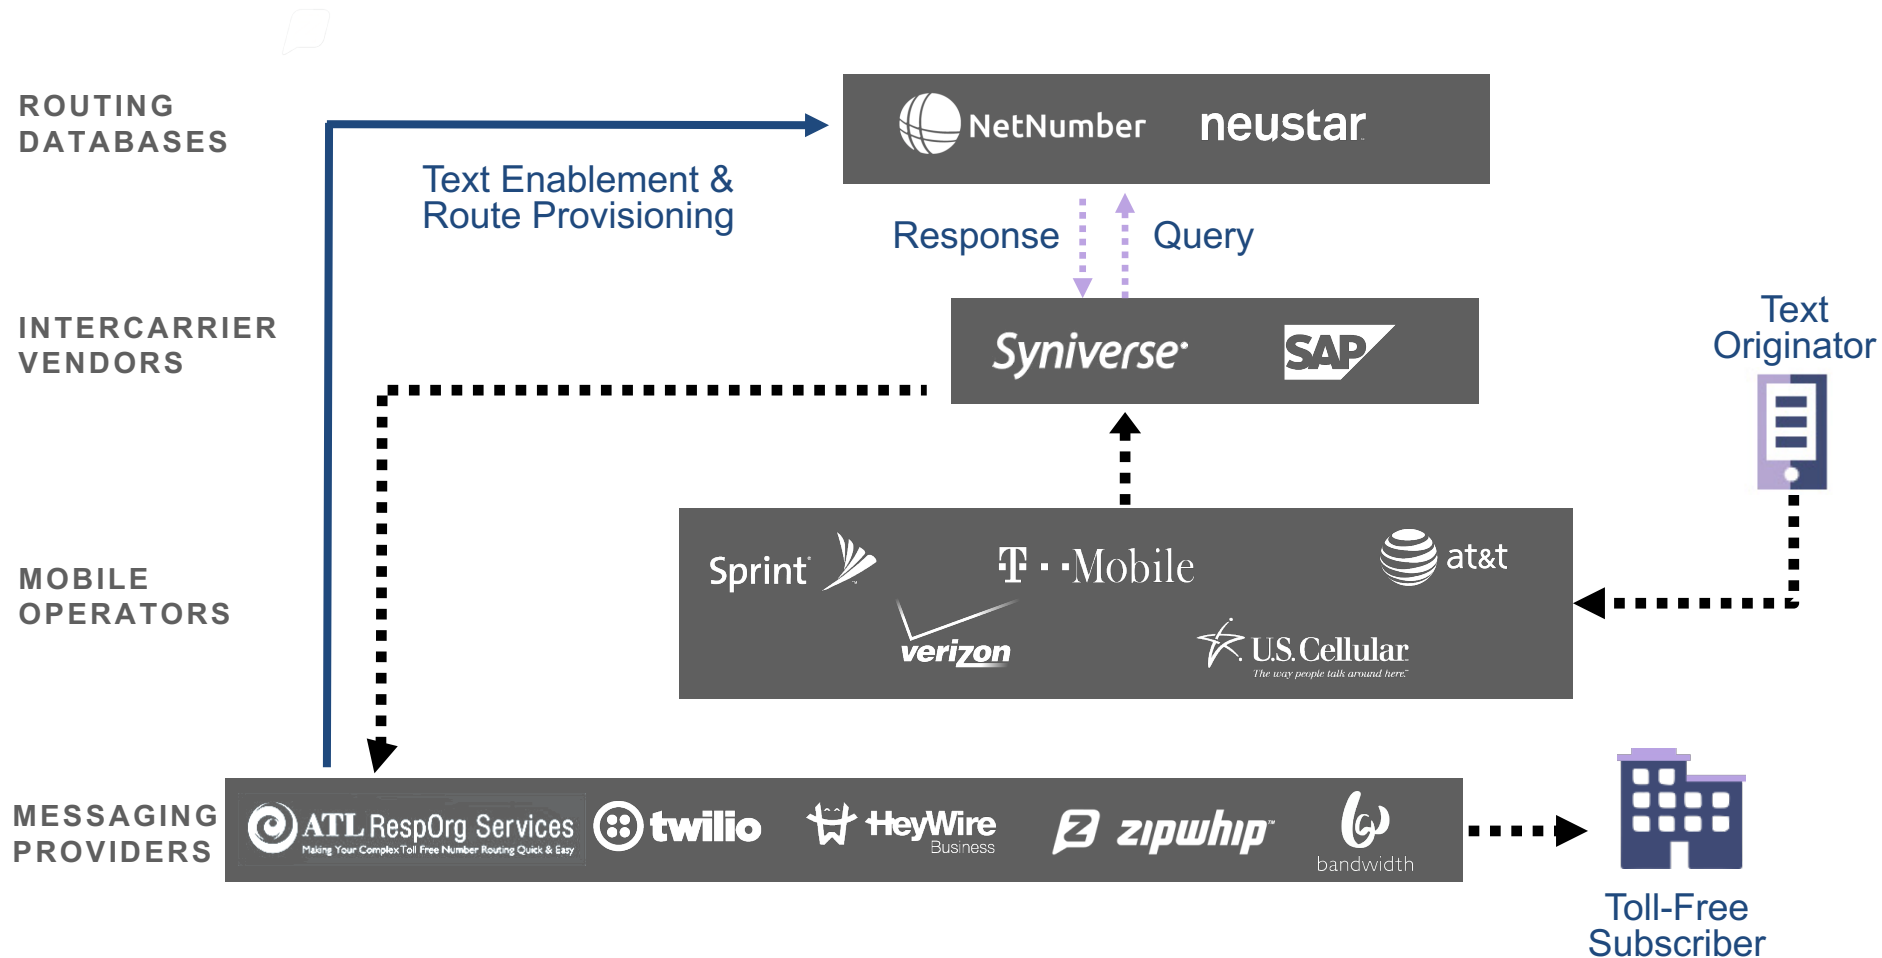 ROUTING
DATABASES
NetNumber
neustar
Text Enablement &
Route Provisioning
Response
Query
INTERCARRIER
VENDORS
Syniverse
SAP
Text
Originator
MOBILE
OPERATORS
Sprint
T··Mobile
at&t
verizon
U.S. Cellular
The way people talk around here.
MESSAGING
PROVIDERS
ATL RespOrg Services
Making Your Complex Toll Free Number Routing Quick & Easy
twilio
HeyWire
Business
zipwhip™
bandwidth
Toll-Free
Subscriber